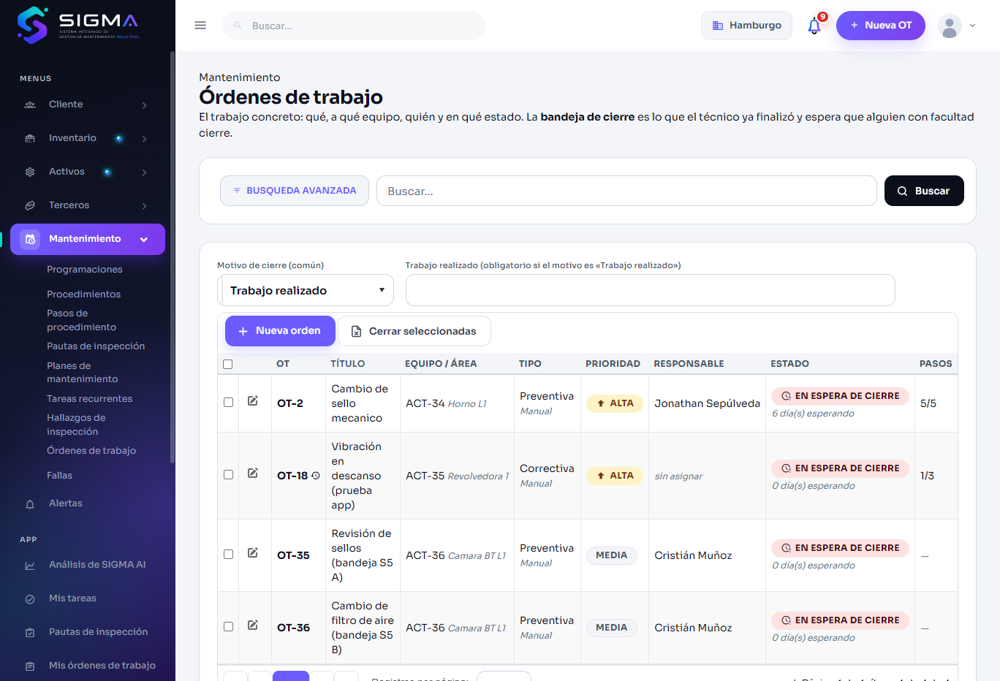 SIGMA
SISTEMA INTEGRADO DE
GESTIÓN DE MANTENIMIENTO INDUSTRIAL
Buscar...
Hamburgo
9
+ Nueva OT
MENUS
Cliente
Inventario
Activos
Terceros
Mantenimiento
Programaciones
Procedimientos
Pasos de
procedimiento
Pautas de inspección
Planes de
mantenimiento
Tareas recurrentes
Hallazgos de
inspección
Órdenes de trabajo
Fallas
Alertas
APP
Análisis de SIGMA AI
Mis tareas
Pautas de inspección
Mis órdenes de trabajo
Mantenimiento
Órdenes de trabajo
El trabajo concreto: qué, a qué equipo, quién y en qué estado. La bandeja de cierre es lo que el técnico ya finalizó y espera que alguien con facultad
cierre.
BUSQUEDA AVANZADA
Buscar...
Buscar
Motivo de cierre (común)
Trabajo realizado (obligatorio si el motivo es «Trabajo realizado»)
Trabajo realizado
+ Nueva orden
Cerrar seleccionadas
OT TÍTULO EQUIPO / ÁREA TIPO PRIORIDAD RESPONSABLE ESTADO PASOS
OT-2
Cambio de
sello
mecanico
ACT-34 Horno L1
Preventiva
Manual
ALTA
Jonathan Sepúlveda
EN ESPERA DE CIERRE
6 día(s) esperando
5/5
OT-18
Vibración
en
descanso
(prueba
app)
ACT-35 Revolvedora 1
Correctiva
Manual
ALTA
sin asignar
EN ESPERA DE CIERRE
0 día(s) esperando
1/3
OT-35
Revisión de
sellos
(bandeja S5
A)
ACT-36 Camara BT L1
Preventiva
Manual
MEDIA
Cristián Muñoz
EN ESPERA DE CIERRE
0 día(s) esperando
—
OT-36
Cambio de
filtro de aire
(bandeja S5
B)
ACT-36 Camara BT L1
Preventiva
Manual
MEDIA
Cristián Muñoz
EN ESPERA DE CIERRE
0 día(s) esperando
—